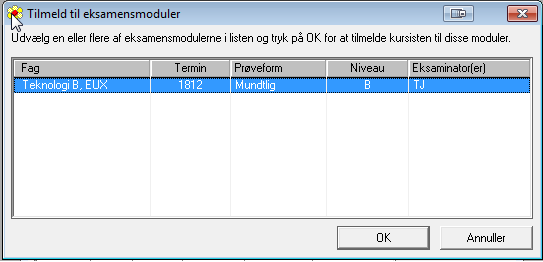 Tilmeld til eksamensmoduler
Udvælg en eller flere af eksamensmodulerne i listen og tryk på OK for at tilmelde kursisten til disse moduler.
Fag Termin Prøveform Niveau Eksaminator(er)
Teknologi B, EUX 1812 Mundtlig B TJ
OK Annuller